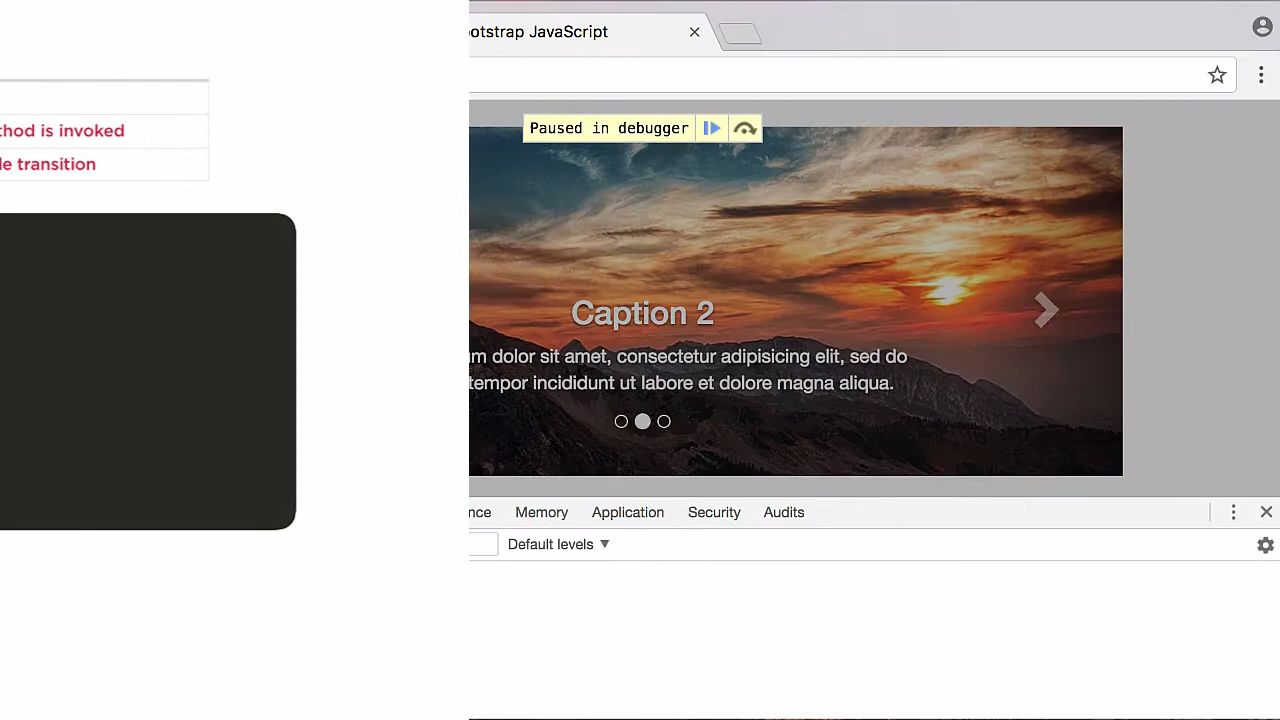 otstrap JavaScript
thod is invoked
le transition
Paused in debugger
Caption 2
m dolor sit amet, consectetur adipisicing elit, sed do
tempor incididunt ut labore et dolore magna aliqua.
nce Memory Application Security Audits
Default levels ▼